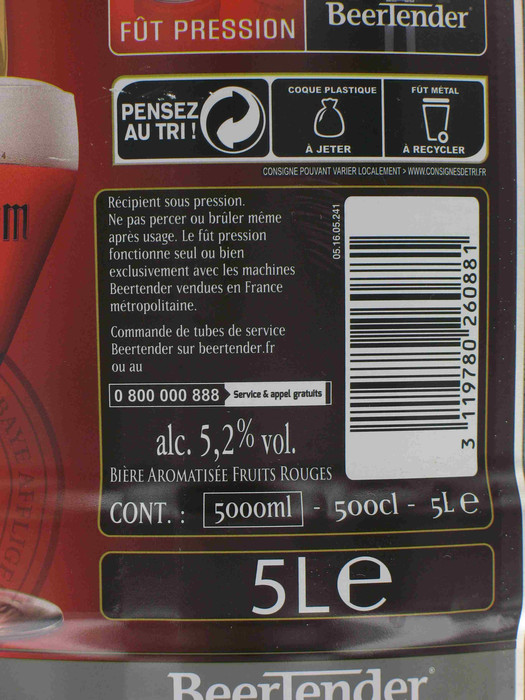 FÛT PRESSION
BeerTender
PENSEZ
AU TRI !
COQUE PLASTIQUE
À JETER
FÛT MÉTAL
À RECYCLER
CONSIGNE POUVANT VARIER LOCALEMENT > WWW.CONSIGNESDETRI.FR
Récipient sous pression.
Ne pas percer ou brûler même
après usage. Le fût pression
fonctionne seul ou bien
exclusivement avec les machines
Beertender vendues en France
métropolitaine.
Commande de tubes de service
Beertender sur beertender.fr
ou au
0 800 000 888 Service & appel gratuits
05.16.05.241
3 119780 260881
alc. 5,2% vol.
BIÈRE AROMATISÉE FRUITS ROUGES
CONT. : 5000ml - 500cl - 5L e
5L e
BeerTender